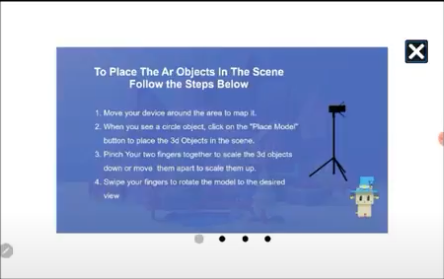 To Place The Ar Objects In The Scene
Follow the Steps Below
1. Move your device around the area to map it.
2. When you see a circle object, click on the "Place Model"
button to place the 3d Objects in the scene.
3. Pinch Your two fingers together to scale the 3d objects
down or move them apart to scale them up.
4. Swipe your fingers to rotate the model to the desired
view